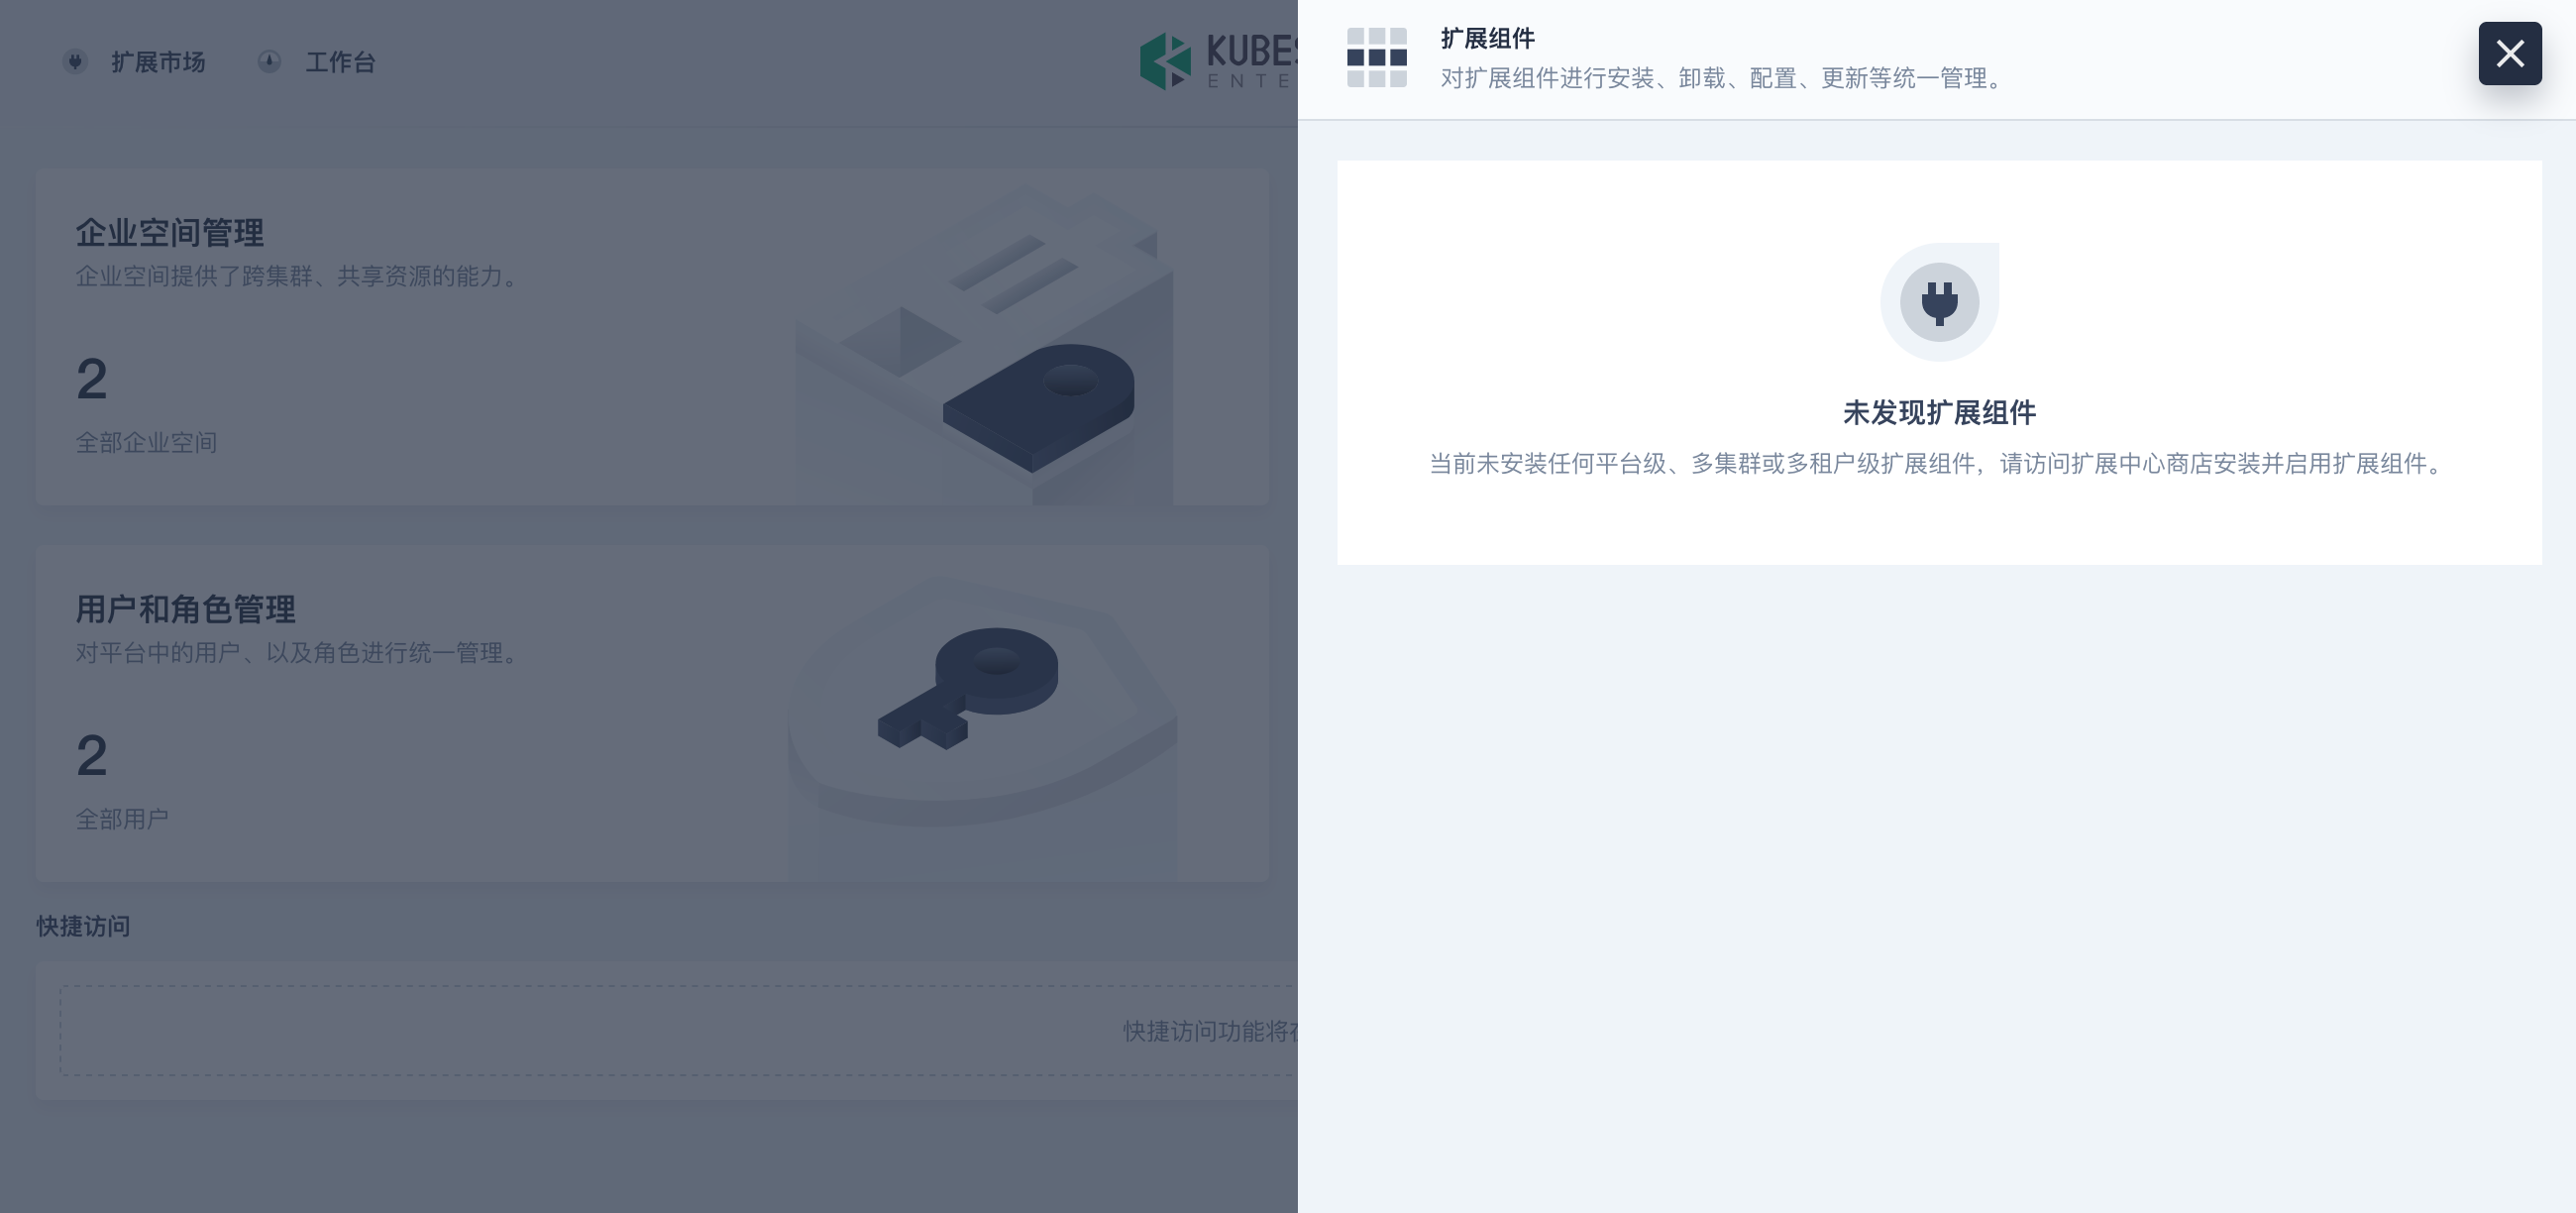 扩展市场
工作台
KUBES
ENTE
企业空间管理
企业空间提供了跨集群、共享资源的能力。
2
全部企业空间
用户和角色管理
对平台中的用户、以及角色进行统一管理。
2
全部用户
快捷访问
快捷访问功能将在
扩展组件
对扩展组件进行安装、卸载、配置、更新等统一管理。
未发现扩展组件
当前未安装任何平台级、多集群或多租户级扩展组件，请访问扩展中心商店安装并启用扩展组件。